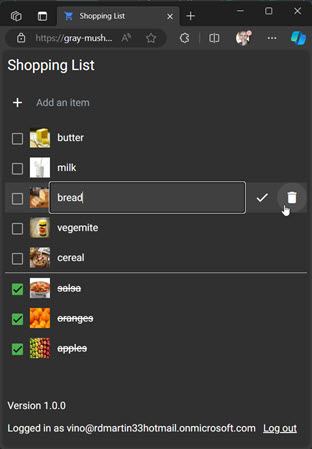 Shopping List
https://gray-mush...
Shopping List
Add an item
butter
milk
bread
vegemite
cereal
salsa
oranges
apples
Version 1.0.0
Logged in as vino@rdmartin33hotmail.onmicrosoft.com Log out